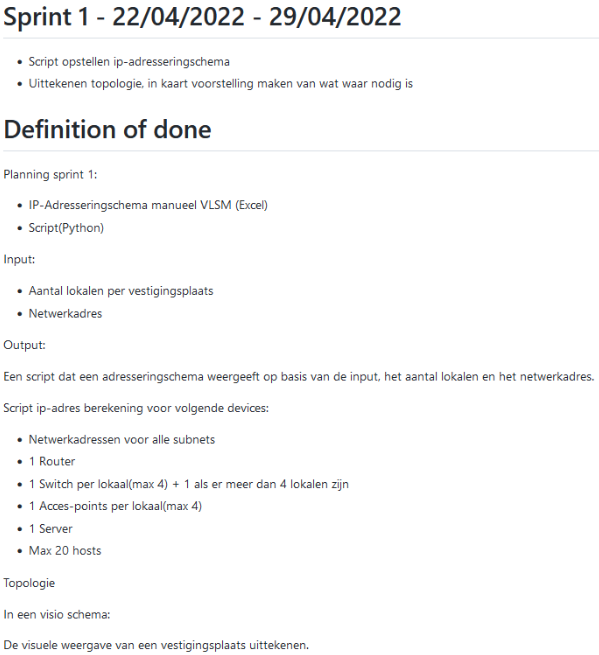 Sprint 1 - 22/04/2022 - 29/04/2022
• Script opstellen ip-adresseringschema
• Uittekenen topologie, in kaart voorstelling maken van wat waar nodig is
Definition of done
Planning sprint 1:
• IP-Adresseringschema manueel VLSM (Excel)
• Script(Python)
Input:
• Aantal lokalen per vestigingsplaats
• Netwerkadres
Output:
Een script dat een adresseringschema weergeeft op basis van de input, het aantal lokalen en het netwerkadres.
Script ip-adres berekening voor volgende devices:
• Netwerkadressen voor alle subnets
• 1 Router
• 1 Switch per lokaal(max 4) + 1 als er meer dan 4 lokalen zijn
• 1 Acces-points per lokaal(max 4)
• 1 Server
• Max 20 hosts
Topologie
In een visio schema:
De visuele weergave van een vestigingsplaats uittekenen.